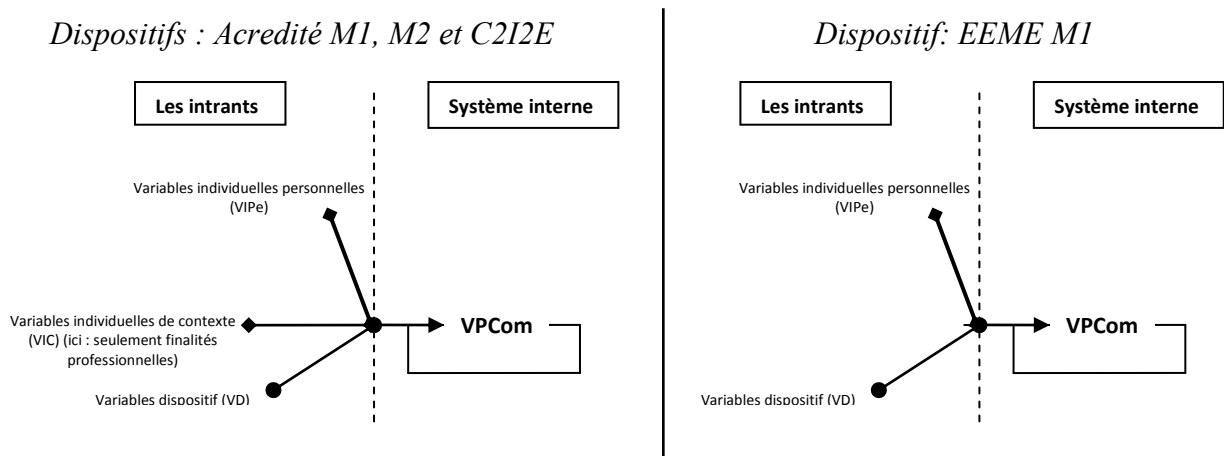 Dispositifs : Acredité M1, M2 et C2I2E
Les intrants
Système interne
Variables individuelles personnelles
(VIPe)
Variables individuelles de contexte
(VIC) (ici : seulement finalités
professionnelles)
VPCom
Variables dispositif (VD)
Dispositif: EEME M1
Les intrants
Système interne
Variables individuelles personnelles
(VIPe)
VPCom
Variables dispositif (VD)